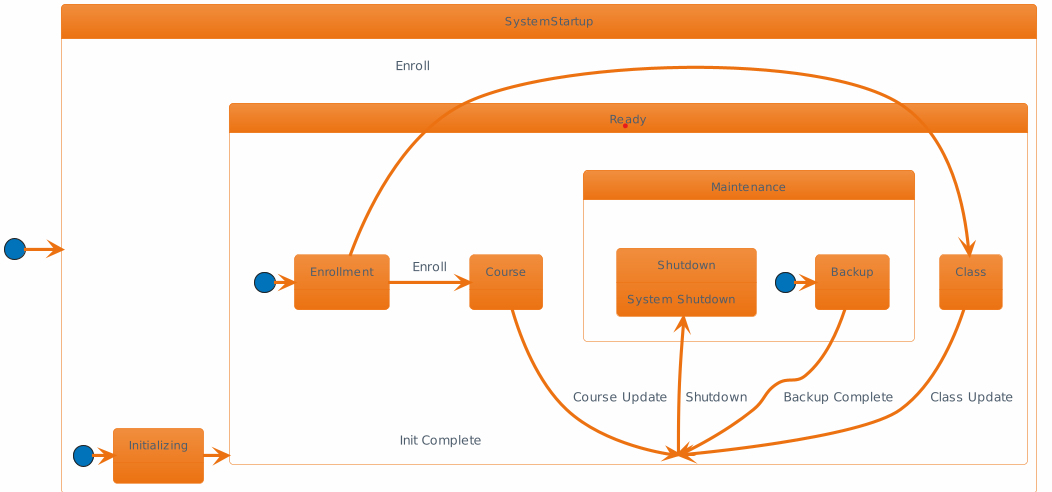 SystemStartup
Enroll
Ready
Maintenance
Enrollment
Enroll
Course
Shutdown
System Shutdown
Backup
Class
Course Update
Shutdown
Backup Complete
Class Update
Init Complete
Initializing